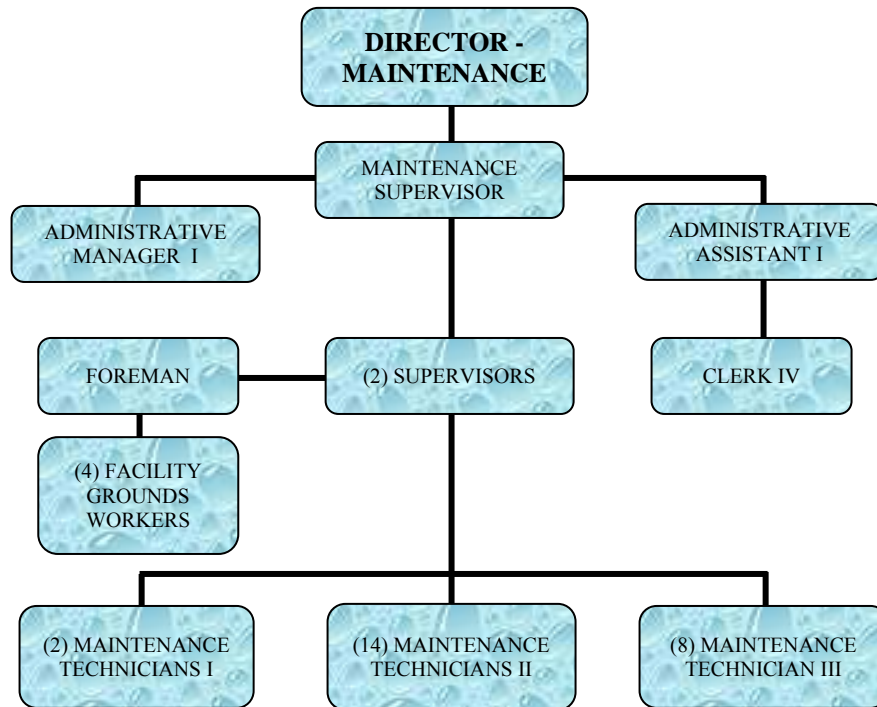 DIRECTOR -
MAINTENANCE
MAINTENANCE
SUPERVISOR
ADMINISTRATIVE
MANAGER I
ADMINISTRATIVE
ASSISTANT I
FOREMAN
(2) SUPERVISORS
CLERK IV
(4) FACILITY
GROUNDS
WORKERS
(2) MAINTENANCE
TECHNICIANS I
(14) MAINTENANCE
TECHNICIANS II
(8) MAINTENANCE
TECHNICIAN III